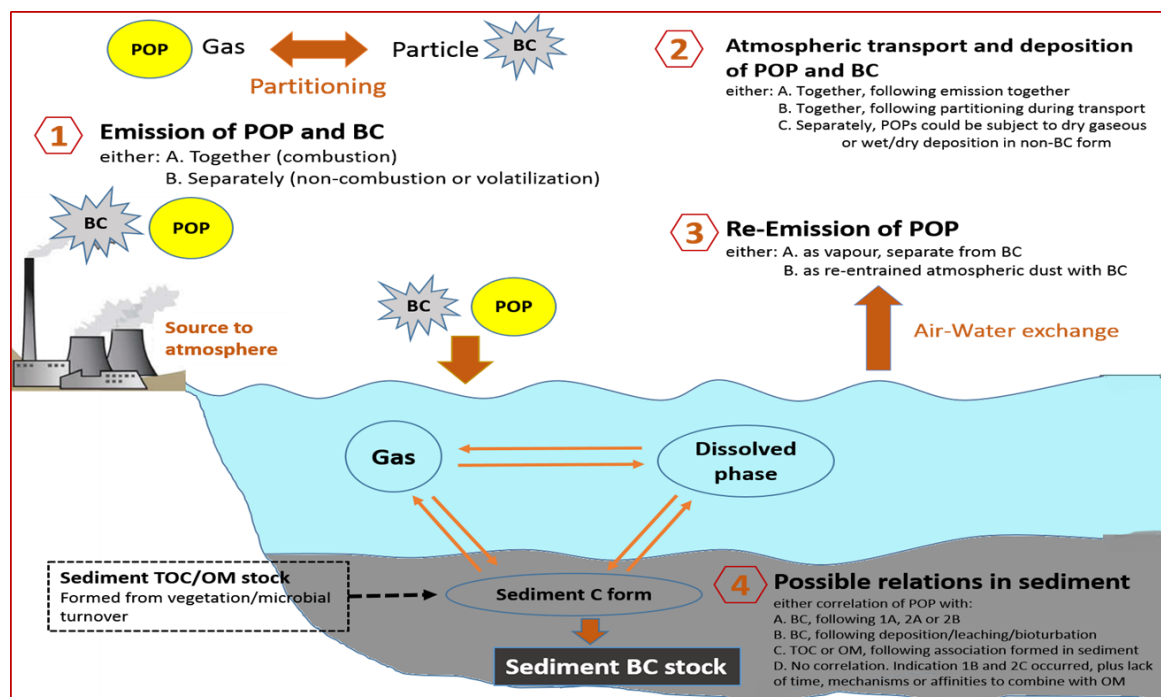 POP Gas Particle BC
Partitioning
1 Emission of POP and BC
either: A. Together (combustion)
B. Separately (non-combustion or volatilization)
BC POP
Source to
atmosphere
2 Atmospheric transport and deposition
of POP and BC
either: A. Together, following emission together
B. Together, following partitioning during transport
C. Separately, POPs could be subject to dry gaseous
or wet/dry deposition in non-BC form
3 Re-Emission of POP
either: A. as vapour, separate from BC
B. as re-entrained atmospheric dust with BC
BC POP
Air-Water exchange
Gas
Dissolved
phase
Sediment TOC/OM stock
Formed from vegetation/microbial
turnover
Sediment C form
Sediment BC stock
4 Possible relations in sediment
either correlation of POP with:
A. BC, following 1A, 2A or 2B
B. BC, following deposition/leaching/bioturbation
C. TOC or OM, following association formed in sediment
D. No correlation. Indication 1B and 2C occurred, plus lack
of time, mechanisms or affinities to combine with OM